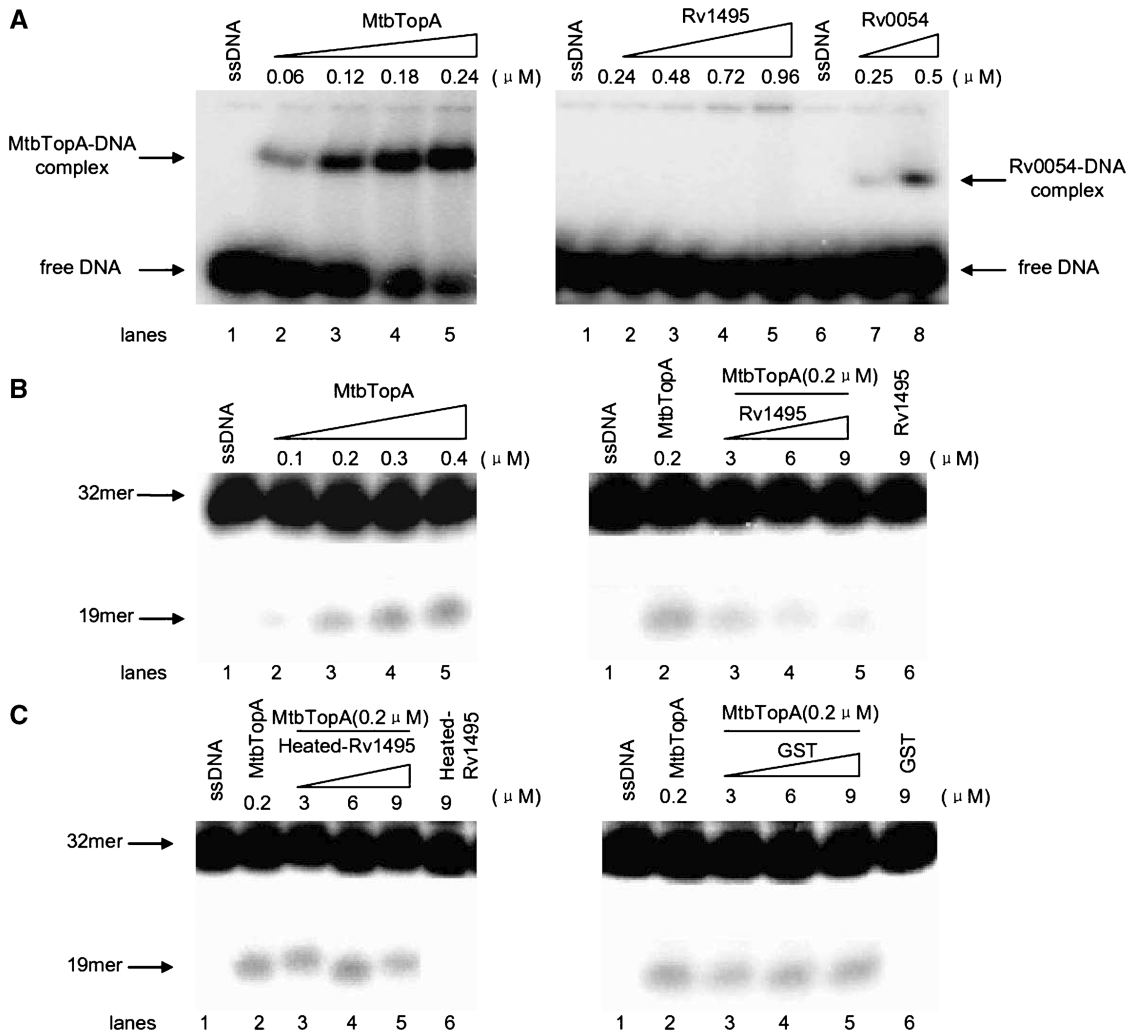 A
ssDNA
MtbTopA
0.06 0.12 0.18 0.24 (μM)
ssDNA
Rv1495
0.24 0.48 0.72 0.96
ssDNA
Rv0054
0.25 0.5 (μM)
MtbTopA-DNA
complex
Rv0054-DNA
complex
free DNA
free DNA
lanes 1 2 3 4 5
1 2 3 4 5 6 7 8
B
ssDNA
MtbTopA
0.1 0.2 0.3 0.4 (μM)
ssDNA
MtbTopA
MtbTopA(0.2 μM)
Rv1495
Rv1495
0.2 3 6 9 9 (μM)
32mer
19mer
lanes 1 2 3 4 5
1 2 3 4 5 6
C
ssDNA
MtbTopA
MtbTopA(0.2 μM)
Heated-Rv1495
Heated-
Rv1495
0.2 3 6 9 9 (μM)
ssDNA
MtbTopA
MtbTopA(0.2 μM)
GST
GST
0.2 3 6 9 9 (μM)
32mer
19mer
lanes 1 2 3 4 5 6
1 2 3 4 5 6